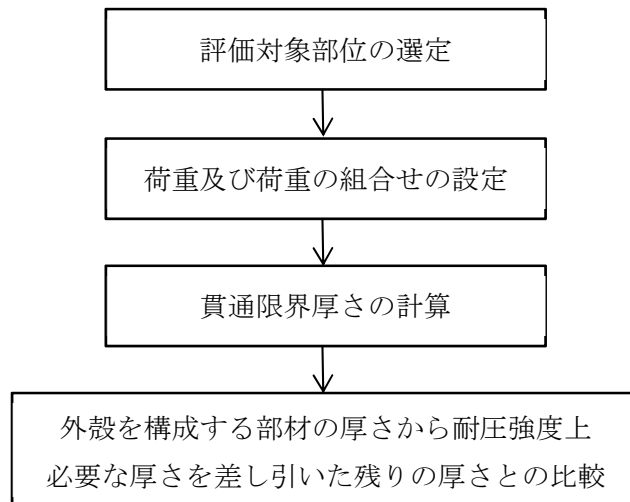 評価対象部位の選定
荷重及び荷重の組合せの設定
貫通限界厚さの計算
外殻を構成する部材の厚さから耐圧強度上
必要な厚さを差し引いた残りの厚さとの比較